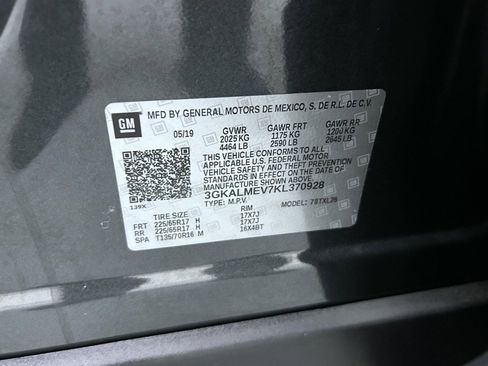 GM
MFD BY GENERAL MOTORS DE MEXICO, S. DE R.L. DE C.V.
05/19 GVWR GAWR FRT GAWR RR
2025 KG 1175 KG 1200 KG
4464 LB 2590 LB 2645 LB
THIS VEHICLE CONFORMS TO ALL
APPLICABLE U.S. FEDERAL MOTOR
VEHICLE SAFETY AND THEFT PREVENTION
STANDARDS IN EFFECT ON THE DATE OF
MANUFACTURE SHOWN ABOVE.
139X 3GKALMEV7KL370928
TYPE: M.P.V. MODEL:
TIRE SIZE RIM
FRT 225/65R17 H 17X7J
RR 225/65R17 H 17X7J
SPA T135/70R16 M 16X4BT